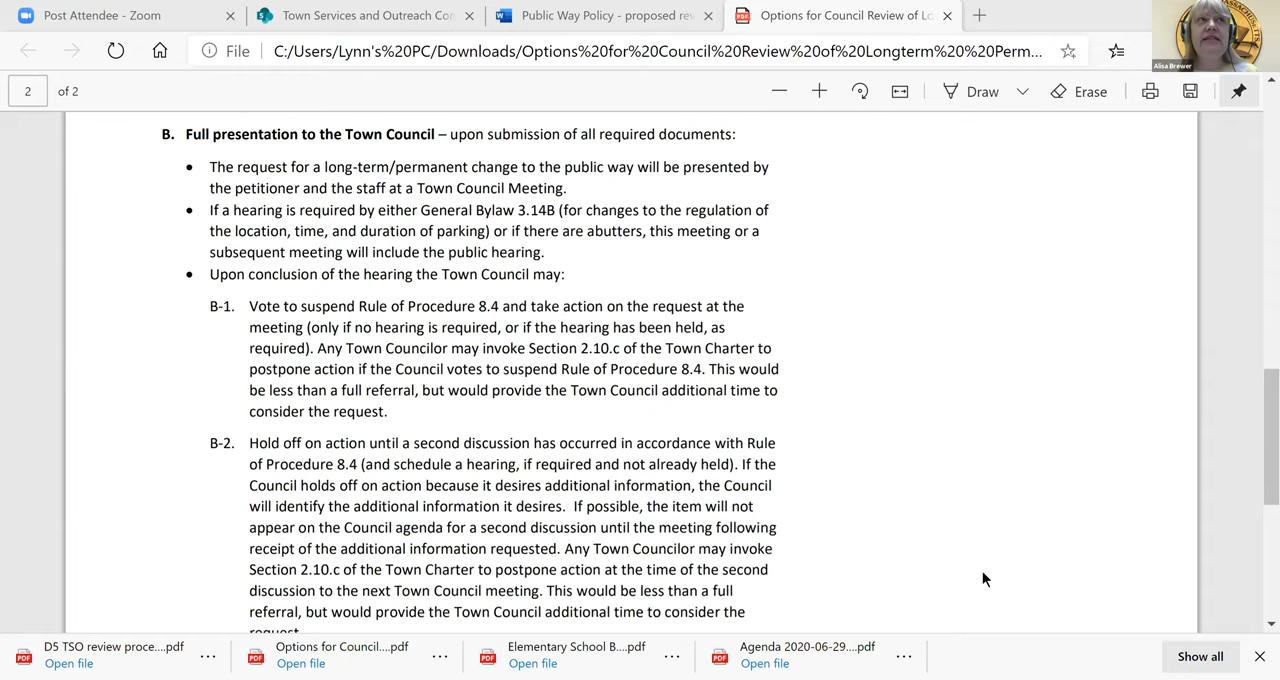 Post Attendee - Zoom
Town Services and Outreach Con
Public Way Policy - proposed rev
Options for Council Review of Lo
File
C:/Users/Lynn's%20PC/Downloads/Options%20for%20Council%20Review%20of%20Longterm%20%20Perm...
MASSACHUSETTS
Alisa Brewer
2 of 2
Draw
Erase
B. Full presentation to the Town Council – upon submission of all required documents:
• The request for a long-term/permanent change to the public way will be presented by
the petitioner and the staff at a Town Council Meeting.
• If a hearing is required by either General Bylaw 3.14B (for changes to the regulation of
the location, time, and duration of parking) or if there are abutters, this meeting or a
subsequent meeting will include the public hearing.
• Upon conclusion of the hearing the Town Council may:
B-1. Vote to suspend Rule of Procedure 8.4 and take action on the request at the
meeting (only if no hearing is required, or if the hearing has been held, as
required). Any Town Councilor may invoke Section 2.10.c of the Town Charter to
postpone action if the Council votes to suspend Rule of Procedure 8.4. This would
be less than a full referral, but would provide the Town Council additional time to
consider the request.
B-2. Hold off on action until a second discussion has occurred in accordance with Rule
of Procedure 8.4 (and schedule a hearing, if required and not already held). If the
Council holds off on action because it desires additional information, the Council
will identify the additional information it desires. If possible, the item will not
appear on the Council agenda for a second discussion until the meeting following
receipt of the additional information requested. Any Town Councilor may invoke
Section 2.10.c of the Town Charter to postpone action at the time of the second
discussion to the next Town Council meeting. This would be less than a full
referral, but would provide the Town Council additional time to consider the
request.
D5 TSO review proce....pdf
Open file
Options for Council....pdf
Open file
Elementary School B....pdf
Open file
Agenda 2020-06-29....pdf
Open file
Show all